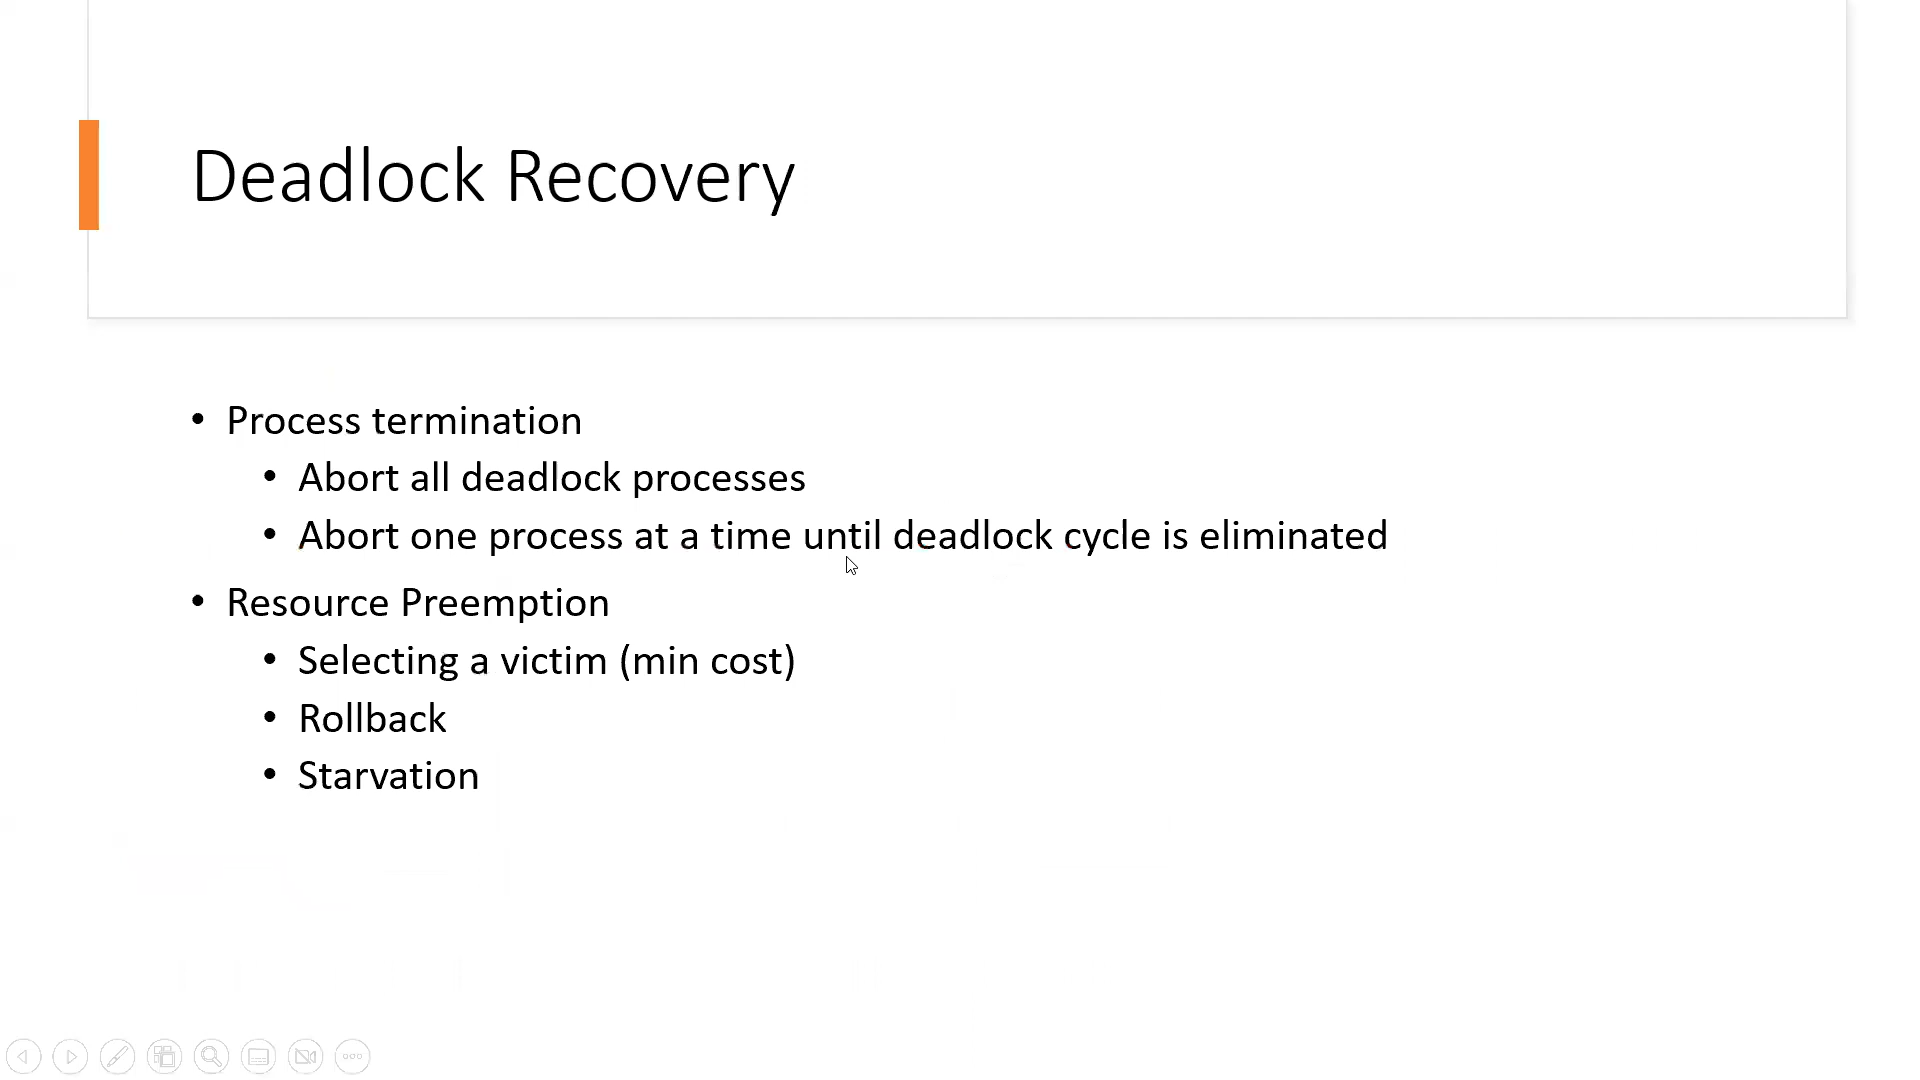 Deadlock Recovery
• Process termination
• Abort all deadlock processes
• Abort one process at a time until deadlock cycle is eliminated
• Resource Preemption
• Selecting a victim (min cost)
• Rollback
• Starvation